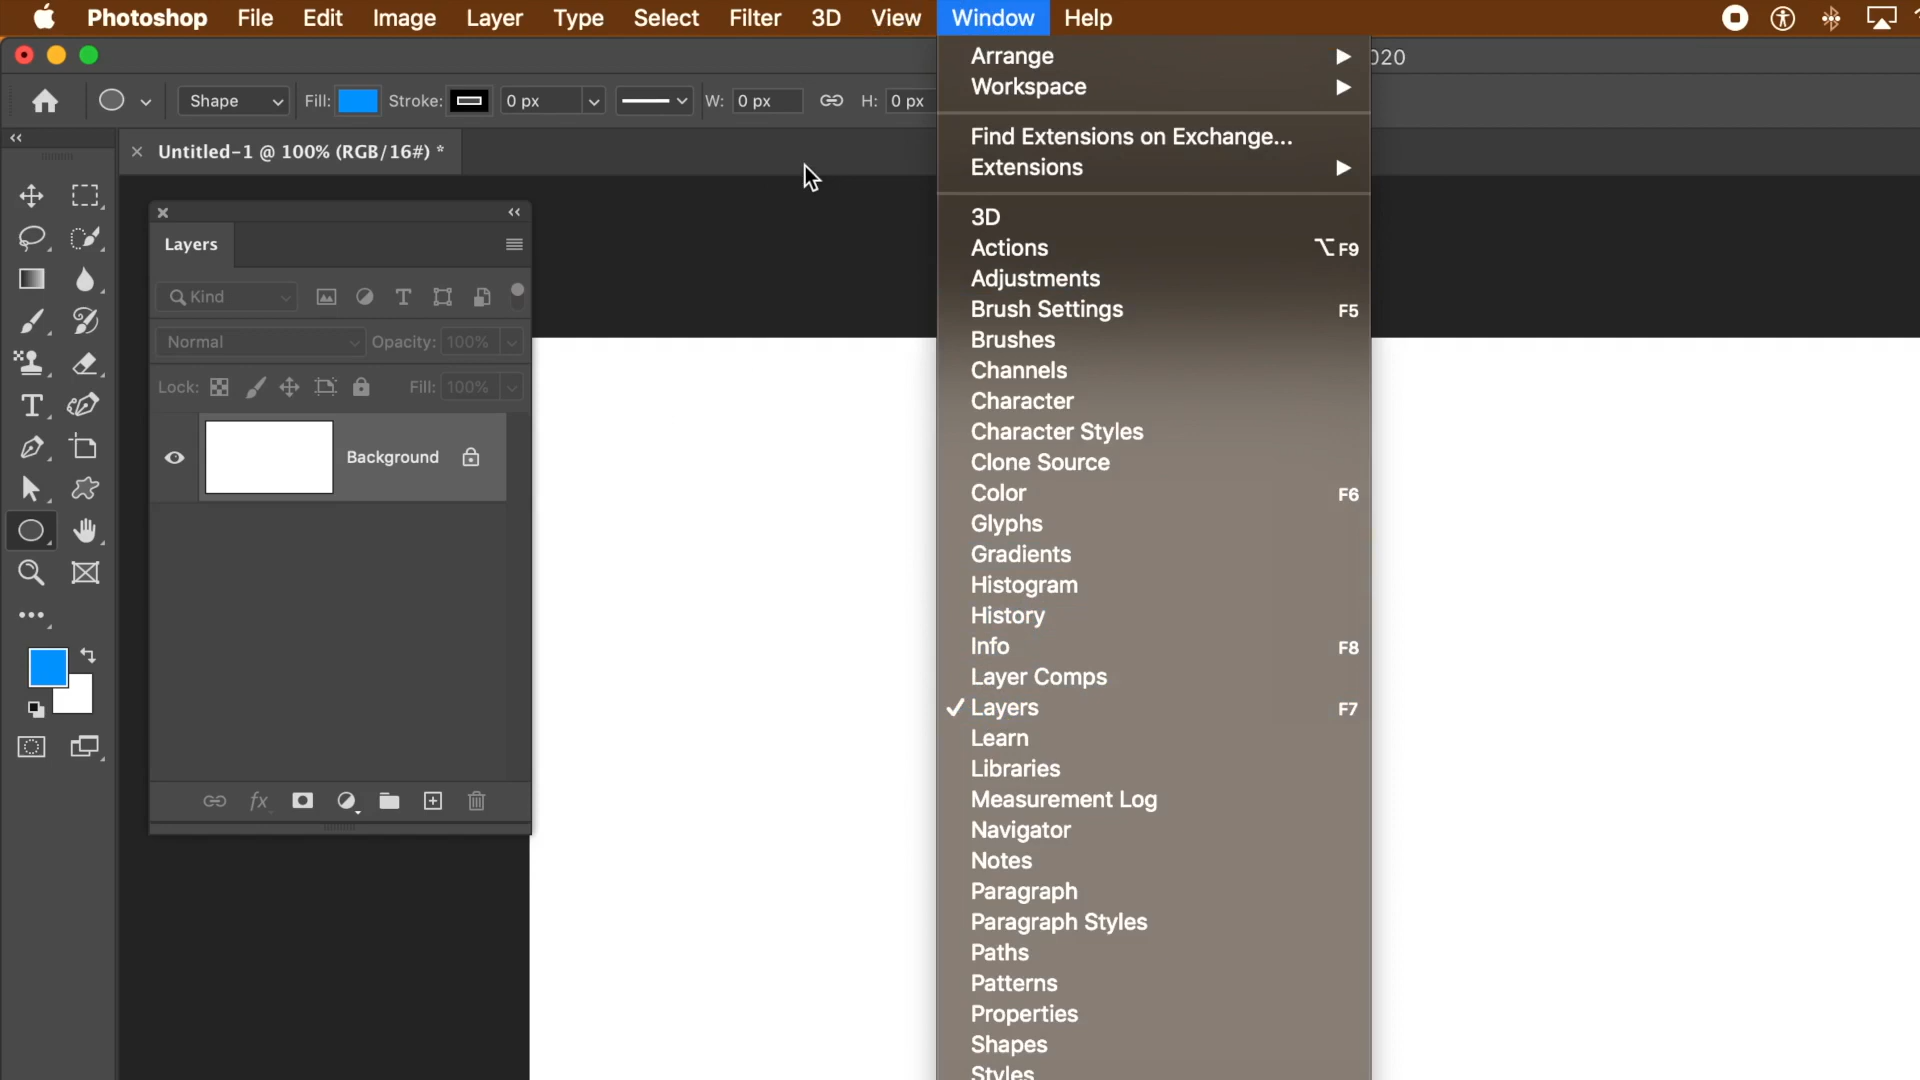 Photoshop File Edit Image Layer Type Select Filter 3D View Window Help
020
Shape Fill: Stroke: 0 px W: 0 px H: 0 px
Untitled-1 @ 100% (RGB/16#) *
Layers
Kind
Normal Opacity: 100%
Lock: Fill: 100%
Background
fx
Arrange
Workspace
Find Extensions on Exchange...
Extensions
3D
Actions ⌥F9
Adjustments
Brush Settings F5
Brushes
Channels
Character
Character Styles
Clone Source
Color F6
Glyphs
Gradients
Histogram
History
Info F8
Layer Comps
✓ Layers F7
Learn
Libraries
Measurement Log
Navigator
Notes
Paragraph
Paragraph Styles
Paths
Patterns
Properties
Shapes
Styles